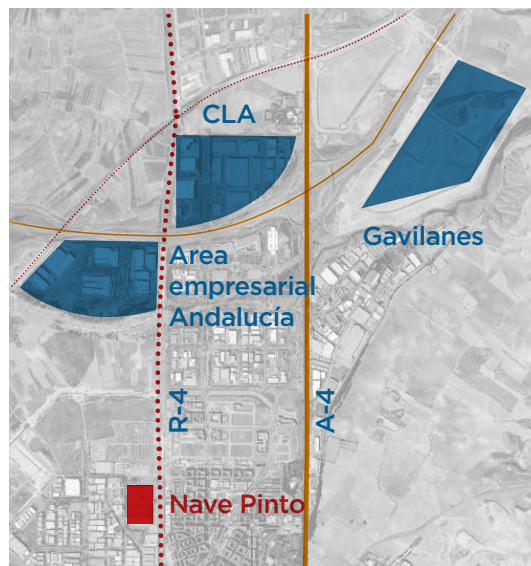 CLA
Gavilanes
Area
empresarial
Andalucía
R-4
A-4
Nave Pinto